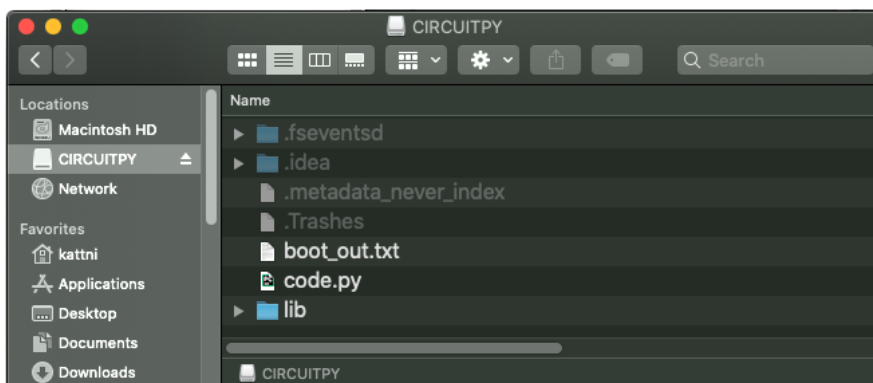 CIRCUITPY
Search
Locations
Macintosh HD
CIRCUITPY
Network
Favorites
kattni
Applications
Desktop
Documents
Downloads
Name
.fseventsd
.idea
.metadata_never_index
.Trashes
boot_out.txt
code.py
lib
CIRCUITPY